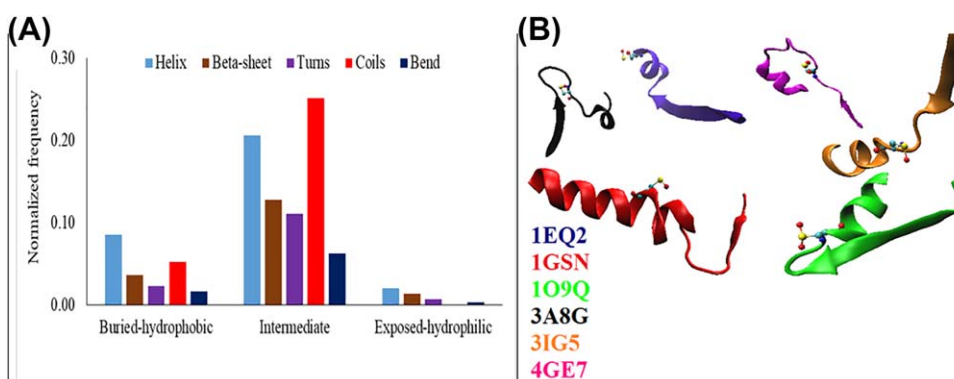 (A)
(B)
0.30
Helix Beta-sheet Turns Coils Bend
0.20
0.10
0.00
Normalized frequency
Buried-hydrophobic Intermediate Exposed-hydrophilic
1EQ2
1GSN
1O9Q
3A8G
3IG5
4GE7